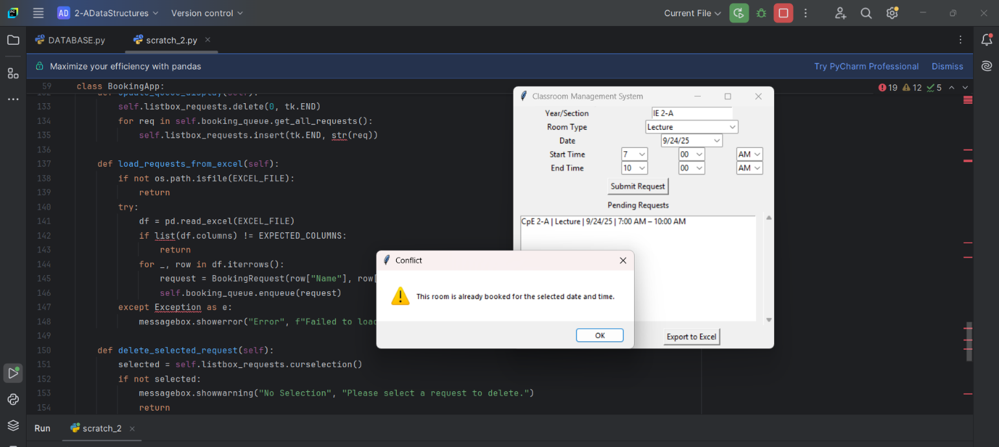 AD 2-ADataStructures Version control Current File
DATABASE.py scratch_2.py
Maximize your efficiency with pandas Try PyCharm Professional Dismiss
59 class BookingApp: 19 12 5
133 self.listbox_requests.delete(0, tk.END)
134 for req in self.booking_queue.get_all_requests():
135 self.listbox_requests.insert(tk.END, str(req))
136
137 def load_requests_from_excel(self):
138 if not os.path.isfile(EXCEL_FILE):
139 return
140 try:
141 df = pd.read_excel(EXCEL_FILE)
142 if list(df.columns) != EXPECTED_COLUMNS:
143 return
144 for _, row in df.iterrows():
145 request = BookingRequest(row["Name"], row[
146 self.booking_queue.enqueue(request)
147 except Exception as e:
148 messagebox.showerror("Error", f"Failed to load
149
150 def delete_selected_request(self):
151 selected = self.listbox_requests.curselection()
152 if not selected:
153 messagebox.showwarning("No Selection", "Please select a request to delete.")
154 return
Classroom Management System
Year/Section IE 2-A
Room Type Lecture
Date 9/24/25
Start Time 7 00 AM
End Time 10 00 AM
Submit Request
Pending Requests
CpE 2-A | Lecture | 9/24/25 | 7:00 AM – 10:00 AM
Export to Excel
Conflict
This room is already booked for the selected date and time.
OK
Run scratch_2